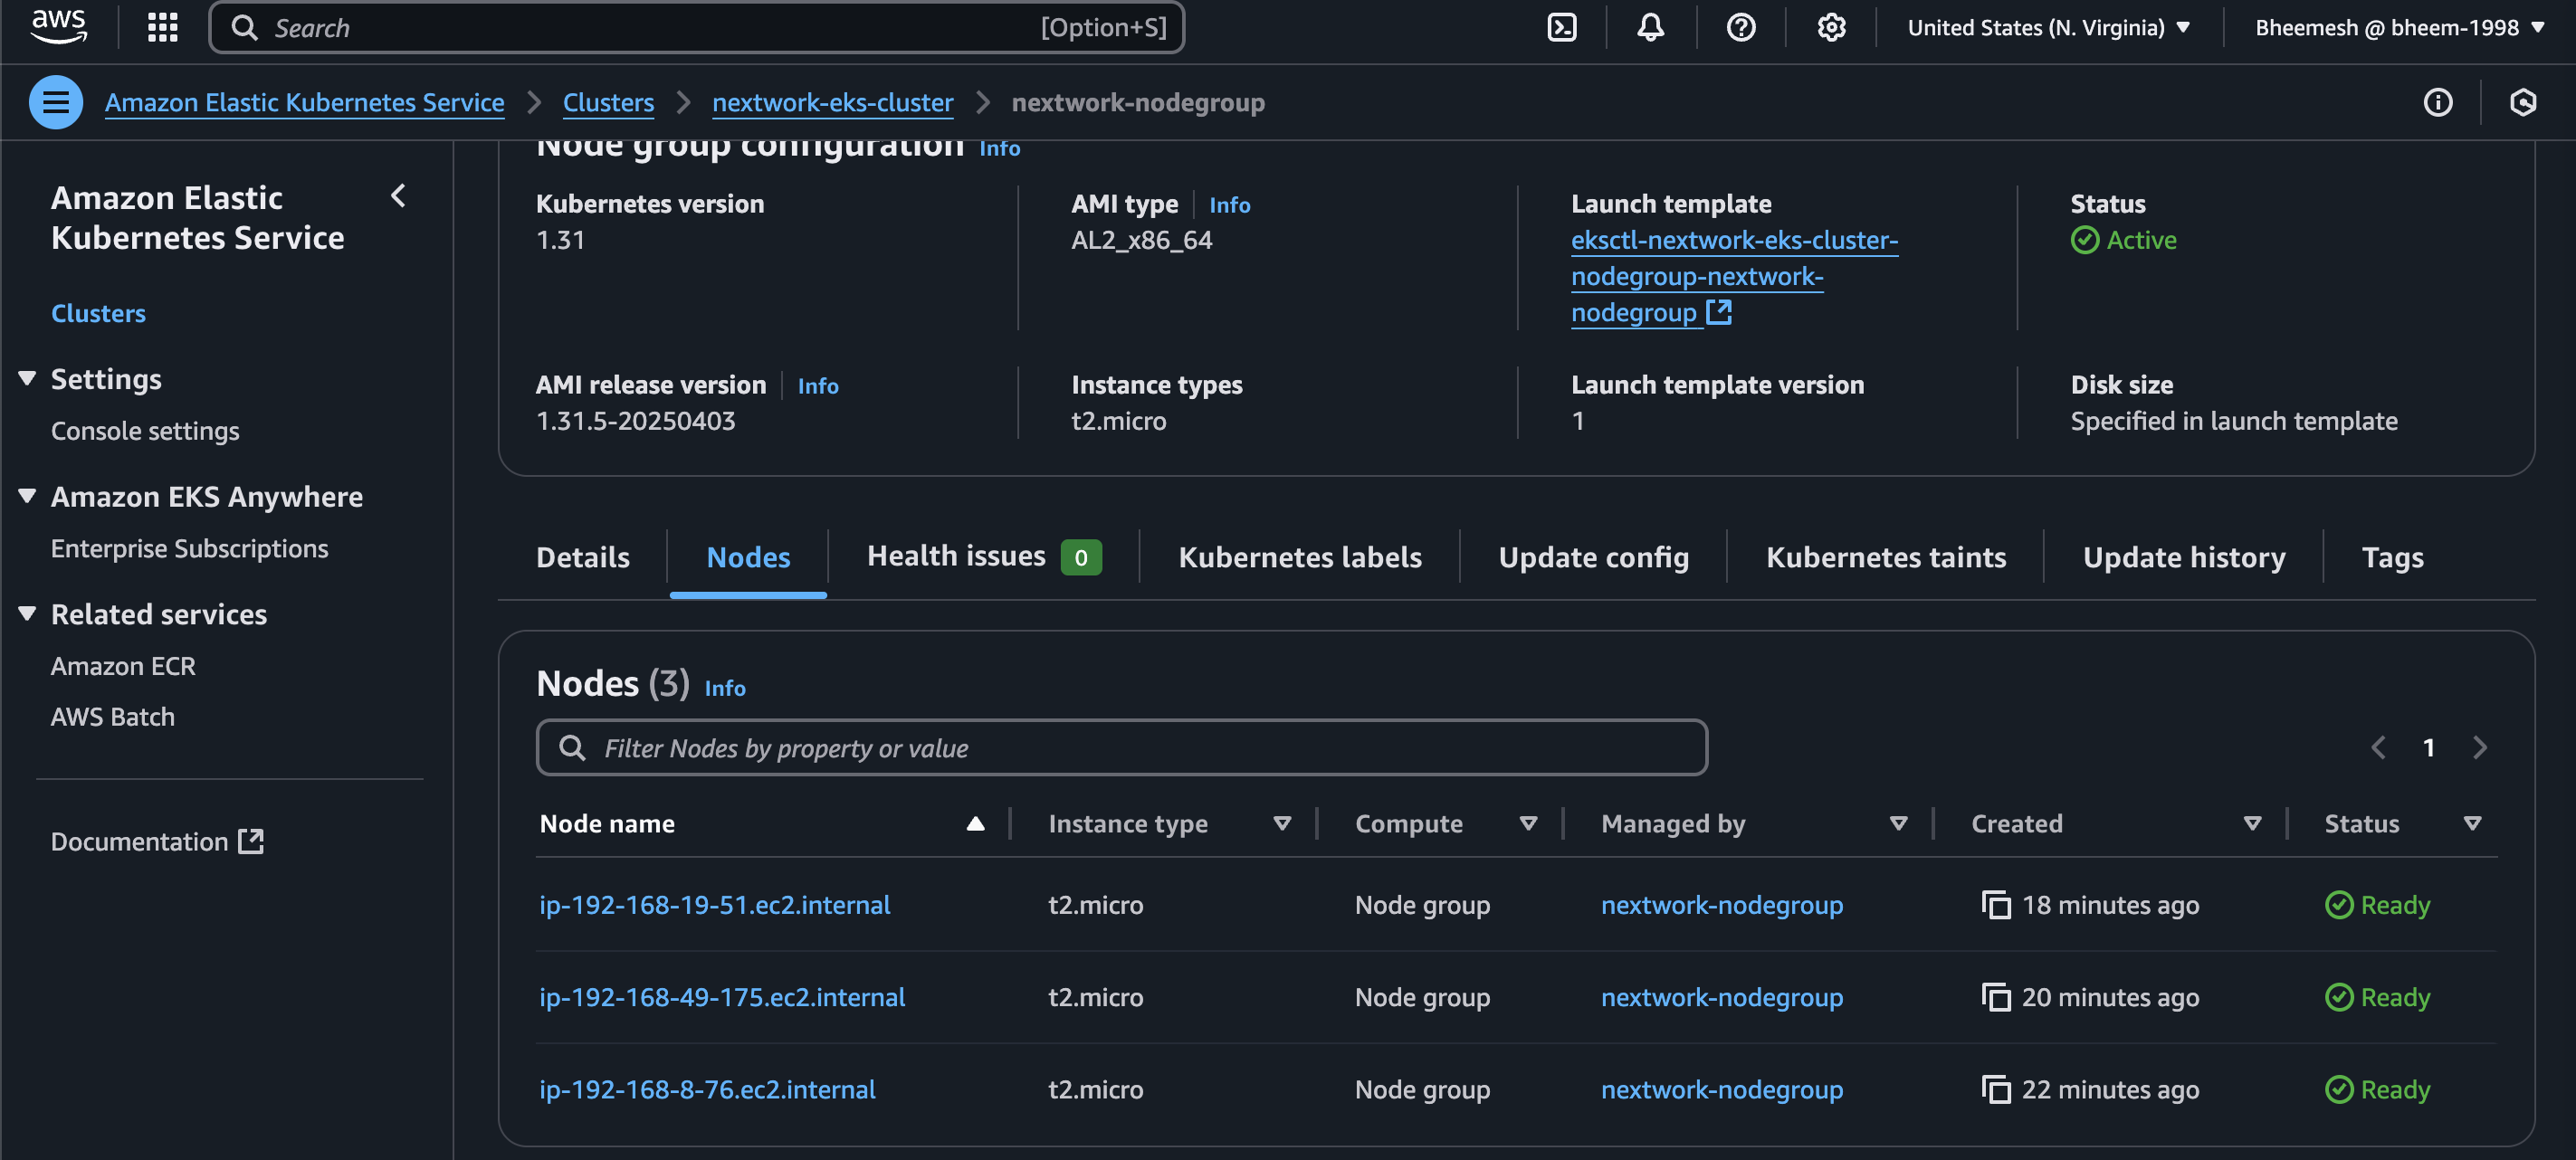 aws
Search
[Option+S]
United States (N. Virginia)
Bheemesh @ bheem-1998
Amazon Elastic Kubernetes Service
Clusters
nextwork-eks-cluster
nextwork-nodegroup
Amazon Elastic
Kubernetes Service
Clusters
Settings
Console settings
Amazon EKS Anywhere
Enterprise Subscriptions
Related services
Amazon ECR
AWS Batch
Documentation
Node group configuration Info
Kubernetes version
1.31
AMI type Info
AL2_x86_64
Launch template
eksctl-nextwork-eks-cluster-
nodegroup-nextwork-
nodegroup
Status
Active
AMI release version Info
1.31.5-20250403
Instance types
t2.micro
Launch template version
1
Disk size
Specified in launch template
Details
Nodes
Health issues 0
Kubernetes labels
Update config
Kubernetes taints
Update history
Tags
Nodes (3) Info
Filter Nodes by property or value
1
Node name Instance type Compute Managed by Created Status
ip-192-168-19-51.ec2.internal t2.micro Node group nextwork-nodegroup 18 minutes ago Ready
ip-192-168-49-175.ec2.internal t2.micro Node group nextwork-nodegroup 20 minutes ago Ready
ip-192-168-8-76.ec2.internal t2.micro Node group nextwork-nodegroup 22 minutes ago Ready